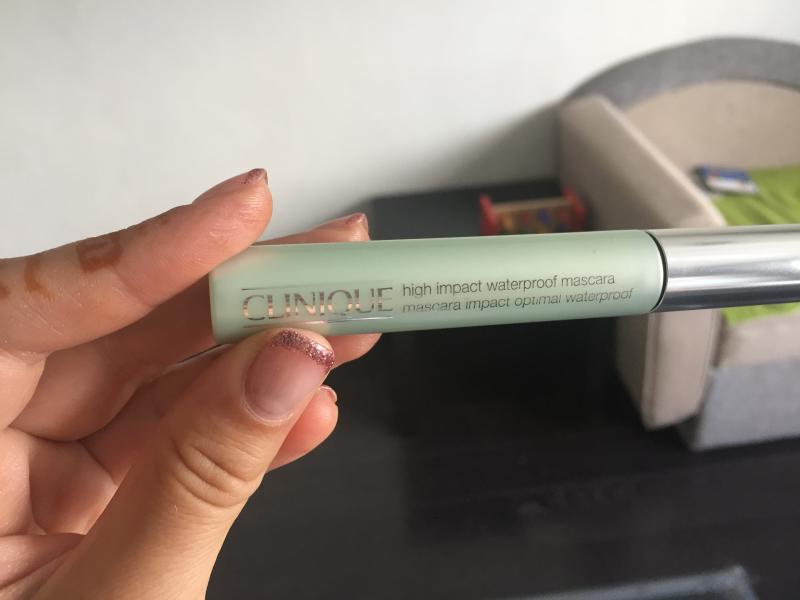 CLINIQUE
high impact waterproof mascara
mascara impact optimal waterproof